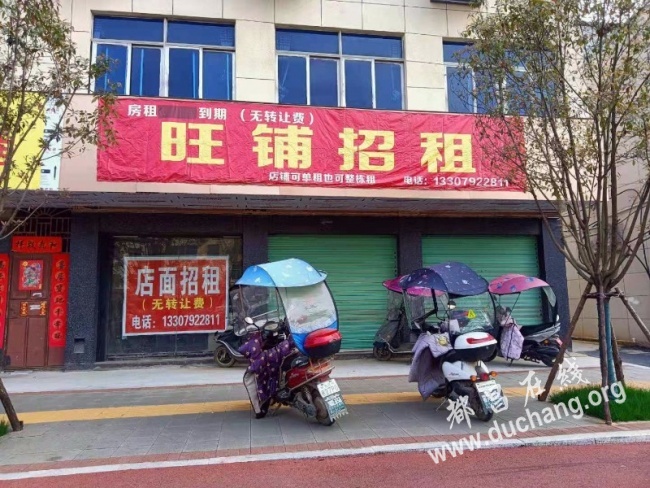 房租 到期 (无转让费)
旺铺招租
店铺可单租也可整栋租 电话:13307922811
店面招租
(无转让费)
电话:13307922811
都昌在线
www.duchang.org